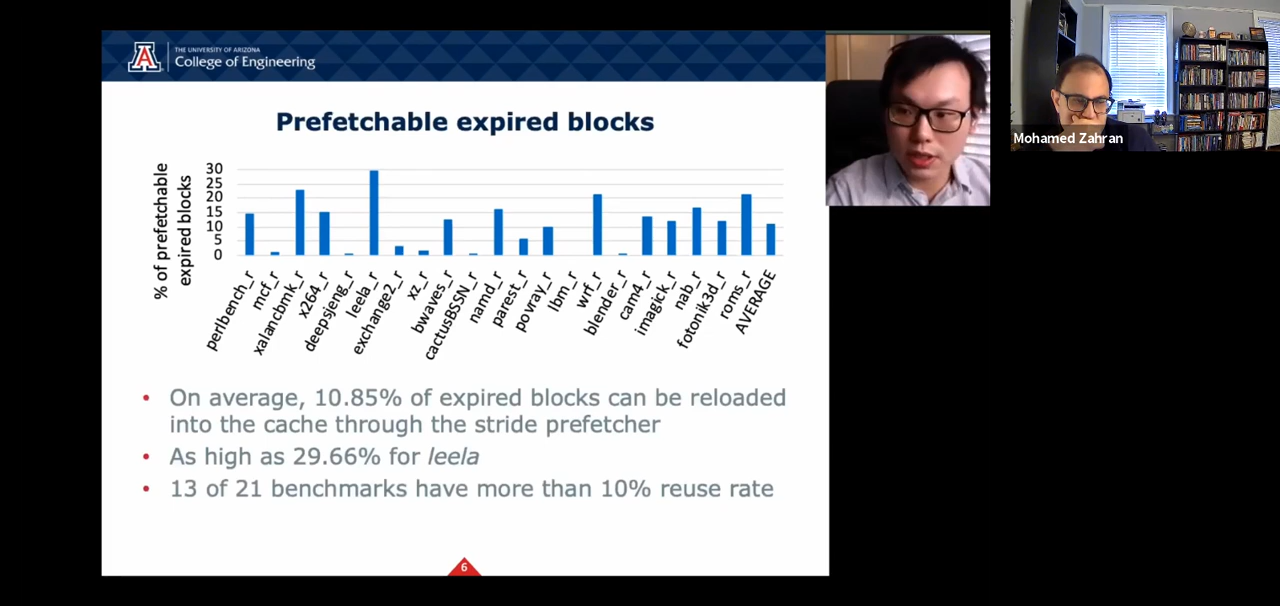 THE UNIVERSITY OF ARIZONA
College of Engineering
Prefetchable expired blocks
% of prefetchable
expired blocks
30
25
20
15
10
5
0
perlbench_r
mcf_r
xalancbmk_r
x264_r
deepsjeng_r
leela_r
exchange2_r
xz_r
bwaves_r
cactusBSSN_r
namd_r
parest_r
povray_r
lbm_r
wrf_r
blender_r
cam4_r
imagick_r
nab_r
fotonik3d_r
roms_r
AVERAGE
• On average, 10.85% of expired blocks can be reloaded
into the cache through the stride prefetcher
• As high as 29.66% for leela
• 13 of 21 benchmarks have more than 10% reuse rate
6
Mohamed Zahran